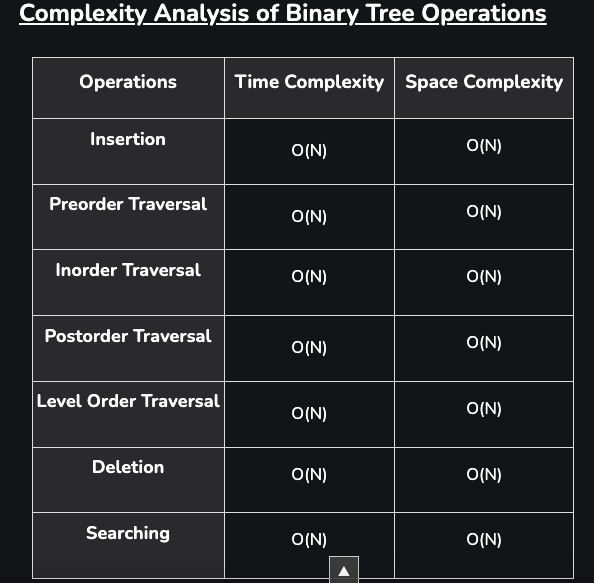 Complexity Analysis of Binary Tree Operations
Operations Time Complexity Space Complexity
Insertion O(N) O(N)
Preorder Traversal O(N) O(N)
Inorder Traversal O(N) O(N)
Postorder Traversal O(N) O(N)
Level Order Traversal O(N) O(N)
Deletion O(N) O(N)
Searching O(N) O(N)